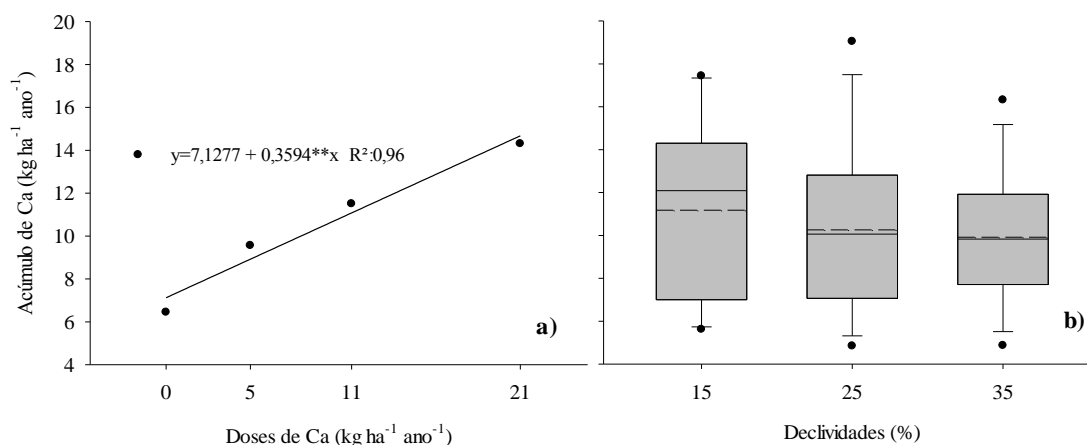 20
18
16
14
12
10
8
6
4
Acúmulo de Ca (kg ha⁻¹ ano⁻¹)
y=7,1277 + 0,3594**x R²:0,96
a)
0 5 11 21
Doses de Ca (kg ha⁻¹ ano⁻¹)
b)
15 25 35
Declividades (%)